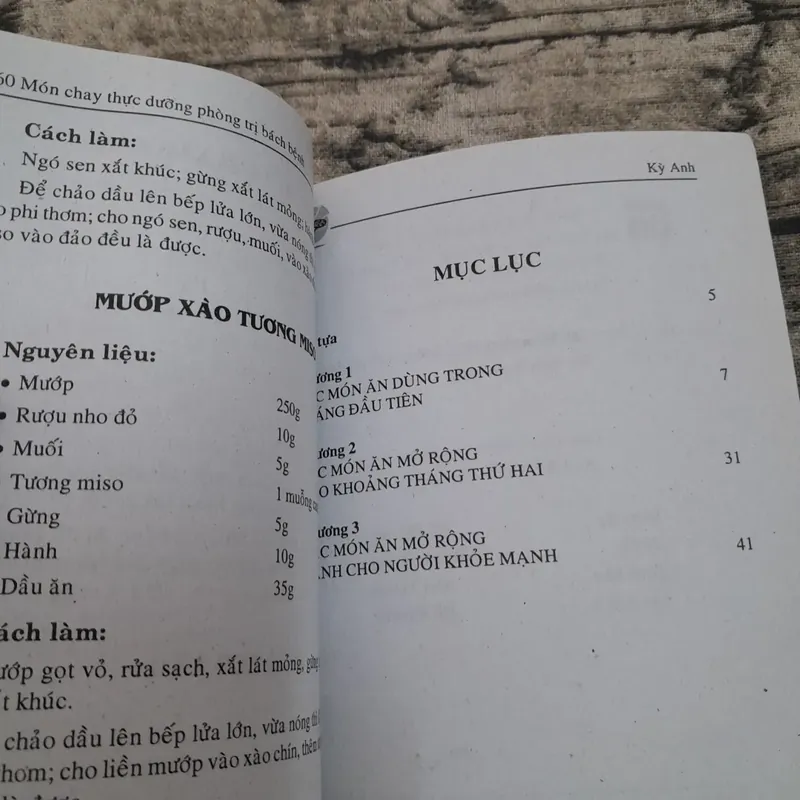 60 Món chay thực dưỡng phòng trị bách bệnh
Cách làm:
Ngó sen xắt khúc; gừng xắt lát mỏng;
Để chảo dầu lên bếp lửa lớn, vừa nóng
phi thơm; cho ngó sen, rượu, muối, vào
vào đảo đều là được.
MƯỚP XÀO TƯƠNG MISO
Nguyên liệu:
• Mướp 250g
• Rượu nho đỏ 10g
• Muối 5g
Tương miso 1 muỗng
Gừng 5g
Hành 10g
Dầu ăn 35g
ách làm:
ướp gọt vỏ, rửa sạch, xắt lát mỏng,
t khúc.
chảo dầu lên bếp lửa lớn, vừa nóng
thơm; cho liền mướp vào xào chín,
Kỳ Anh
MỤC LỤC
tựa 5
ương 1
C MÓN ĂN DÙNG TRONG 7
ÁNG ĐẦU TIÊN
ương 2
C MÓN ĂN MỞ RỘNG 31
O KHOẢNG THÁNG THỨ HAI
ương 3
C MÓN ĂN MỞ RỘNG 41
ÀNH CHO NGƯỜI KHỎE MẠNH